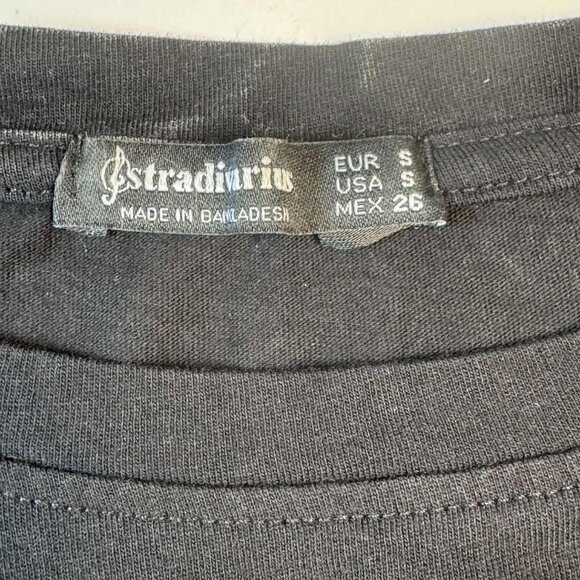 stradivarius
MADE IN BANGLADESH
EUR S
USA S
MEX 26